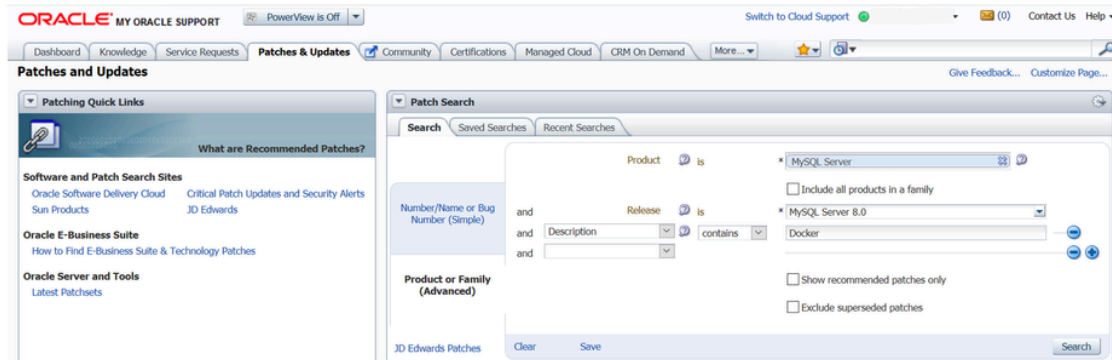 ORACLE MY ORACLE SUPPORT
PowerView is Off
Switch to Cloud Support
(0)
Contact Us
Help
Dashboard
Knowledge
Service Requests
Patches & Updates
Community
Certifications
Managed Cloud
CRM On Demand
More...
Patches and Updates
Give Feedback...
Customize Page...
Patching Quick Links
What are Recommended Patches?
Software and Patch Search Sites
Oracle Software Delivery Cloud
Critical Patch Updates and Security Alerts
Sun Products
JD Edwards
Oracle E-Business Suite
How to Find E-Business Suite & Technology Patches
Oracle Server and Tools
Latest Patchsets
Patch Search
Search
Saved Searches
Recent Searches
Number/Name or Bug
Number (Simple)
Product or Family
(Advanced)
JD Edwards Patches
Product is * MySQL Server
Include all products in a family
and Release is * MySQL Server 8.0
and Description contains Docker
and
Show recommended patches only
Exclude superseded patches
Clear
Save
Search